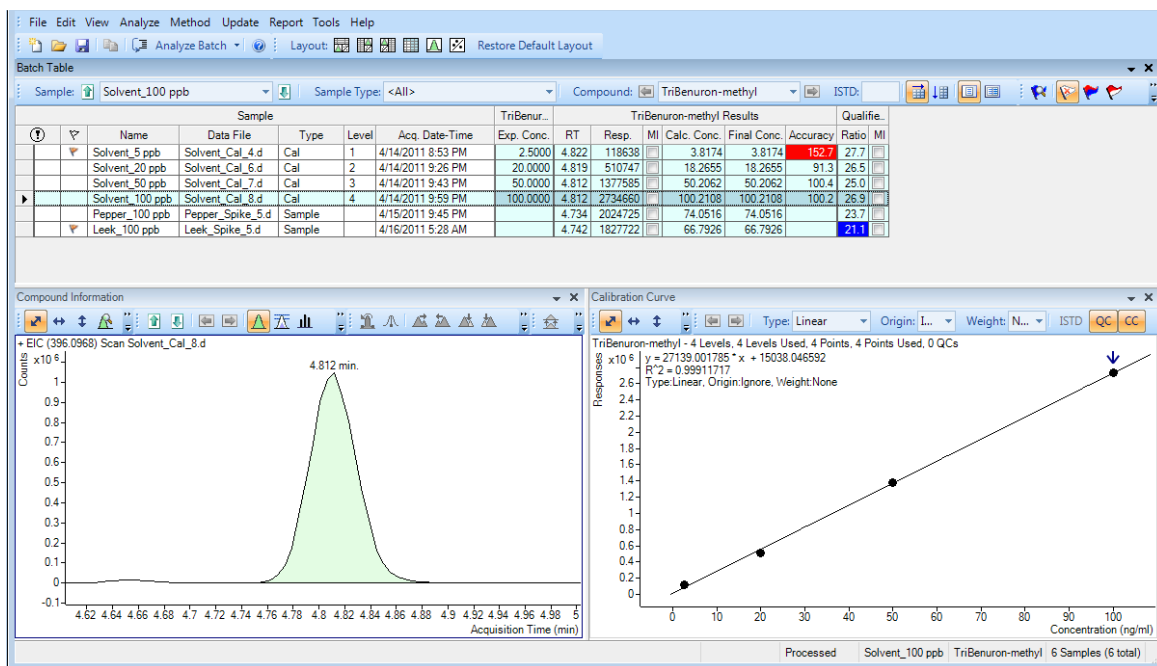 File Edit View Analyze Method Update Report Tools Help
Analyze Batch Layout: Restore Default Layout
Batch Table
Sample: Solvent_100 ppb Sample Type: <All> Compound: TriBenuron-methyl ISTD:
Sample TriBenur... TriBenuron-methyl Results Qualifie...
Name Data File Type Level Acq. Date-Time Exp. Conc. RT Resp. MI Calc. Conc. Final Conc. Accuracy Ratio MI
Solvent_5 ppb Solvent_Cal_4.d Cal 1 4/14/2011 8:53 PM 2.5000 4.822 118638 3.8174 3.8174 152.7 27.7
Solvent_20 ppb Solvent_Cal_6.d Cal 2 4/14/2011 9:26 PM 20.0000 4.819 510747 18.2655 18.2655 91.3 26.5
Solvent_50 ppb Solvent_Cal_7.d Cal 3 4/14/2011 9:43 PM 50.0000 4.812 1377585 50.2062 50.2062 100.4 25.0
Solvent_100 ppb Solvent_Cal_8.d Cal 4 4/14/2011 9:59 PM 100.0000 4.812 2734660 100.2108 100.2108 100.2 26.9
Pepper_100 ppb Pepper_Spike_5.d Sample 4/15/2011 9:45 PM 4.734 2024725 74.0516 74.0516 23.7
Leek_100 ppb Leek_Spike_5.d Sample 4/16/2011 5:28 AM 4.742 1827722 66.7926 66.7926 21.1
Compound Information
+ EIC (396.0968) Scan Solvent_Cal_8.d
Counts
x10 6
4.812 min.
1
0.9
0.8
0.7
0.6
0.5
0.4
0.3
0.2
0.1
0
-0.1
4.62 4.64 4.66 4.68 4.7 4.72 4.74 4.76 4.78 4.8 4.82 4.84 4.86 4.88 4.9 4.92 4.94 4.96 4.98 5
Acquisition Time (min)
Calibration Curve
Type: Linear Origin: I... Weight: N... ISTD QC CC
TriBenuron-methyl - 4 Levels, 4 Levels Used, 4 Points, 4 Points Used, 0 QCs
Responses
x10 6
y = 27139.001785 * x + 15038.046592
R^2 = 0.99911717
Type:Linear, Origin:Ignore, Weight:None
2.6
2.4
2.2
2
1.8
1.6
1.4
1.2
1
0.8
0.6
0.4
0.2
0
0 10 20 30 40 50 60 70 80 90 100
Concentration (ng/ml)
Processed Solvent_100 ppb TriBenuron-methyl 6 Samples (6 total)